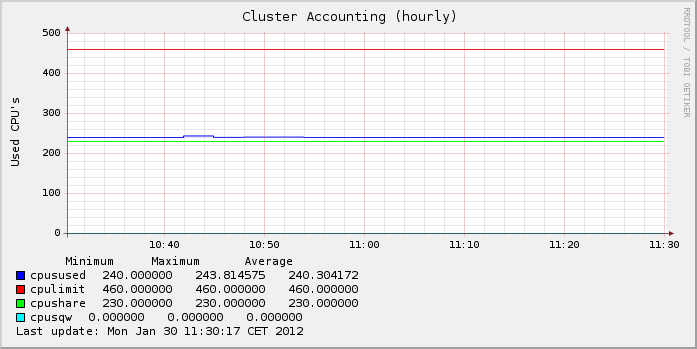 Cluster Accounting (hourly)
RRDTOOL / TOBI OETIKER
Used CPU's
500
400
300
200
100
0
10:40 10:50 11:00 11:10 11:20 11:30
Minimum Maximum Average
cpusused 240.000000 243.814575 240.304172
cpulimit 460.000000 460.000000 460.000000
cpushare 230.000000 230.000000 230.000000
cpusqw 0.000000 0.000000 0.000000
Last update: Mon Jan 30 11:30:17 CET 2012